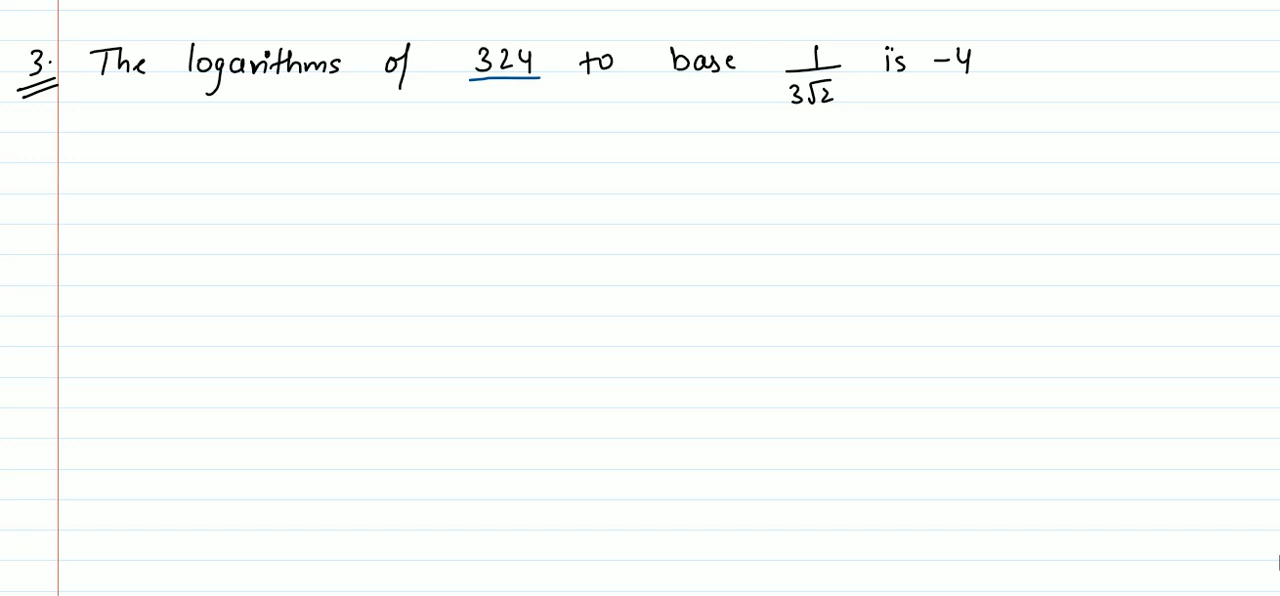 3. The logarithms of 324 to base 1/3√2 is -4